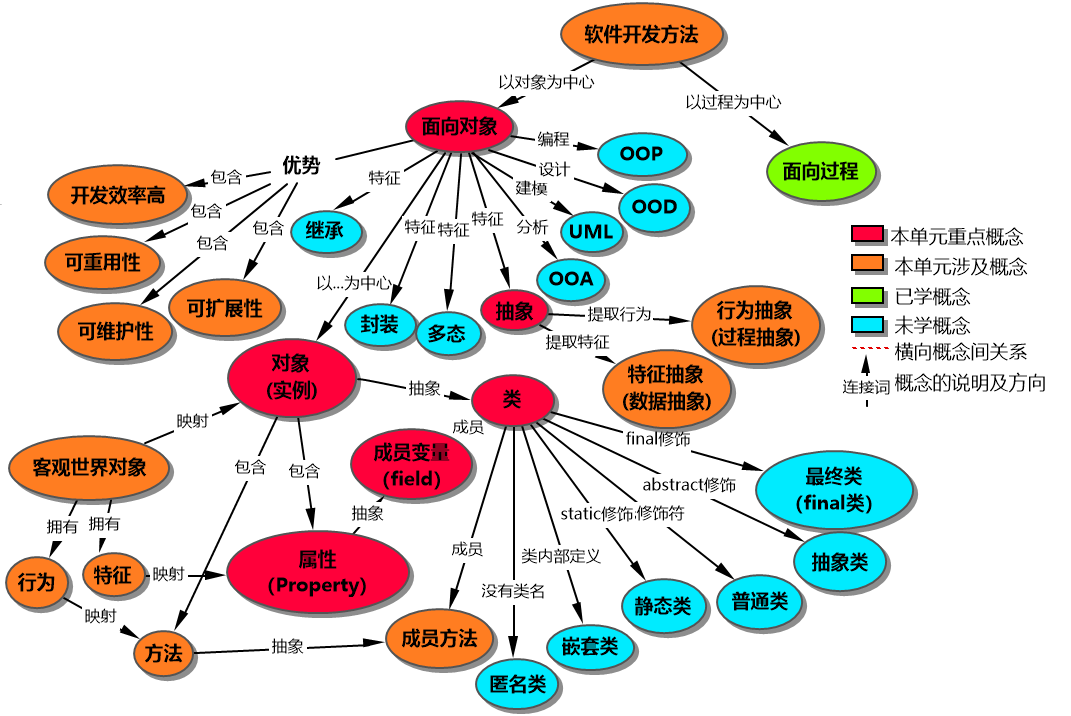 软件开发方法
以对象为中心
以过程为中心
面向对象
编程
OOP
优势
设计
面向过程
包含
特征
建模
开发效率高
包含
特征
特征
特征
分析
OOD
继承
UML
包含
包含
可重用性
OOA
以...为中心
可扩展性
抽象
提取行为
行为抽象
(过程抽象)
可维护性
封装
多态
提取特征
对象
(实例)
特征抽象
(数据抽象)
抽象
类
映射
成员
final修饰
成员变量
(field)
客观世界对象
包含
包含
abstract修饰
最终类
(final类)
抽象
static修饰
修饰符
拥有
拥有
成员
类内部定义
属性
(Property)
抽象类
行为
特征
映射
没有类名
静态类
普通类
映射
方法
抽象
成员方法
嵌套类
匿名类
本单元重点概念
本单元涉及概念
已学概念
未学概念
横向概念间关系
连接词
概念的说明及方向